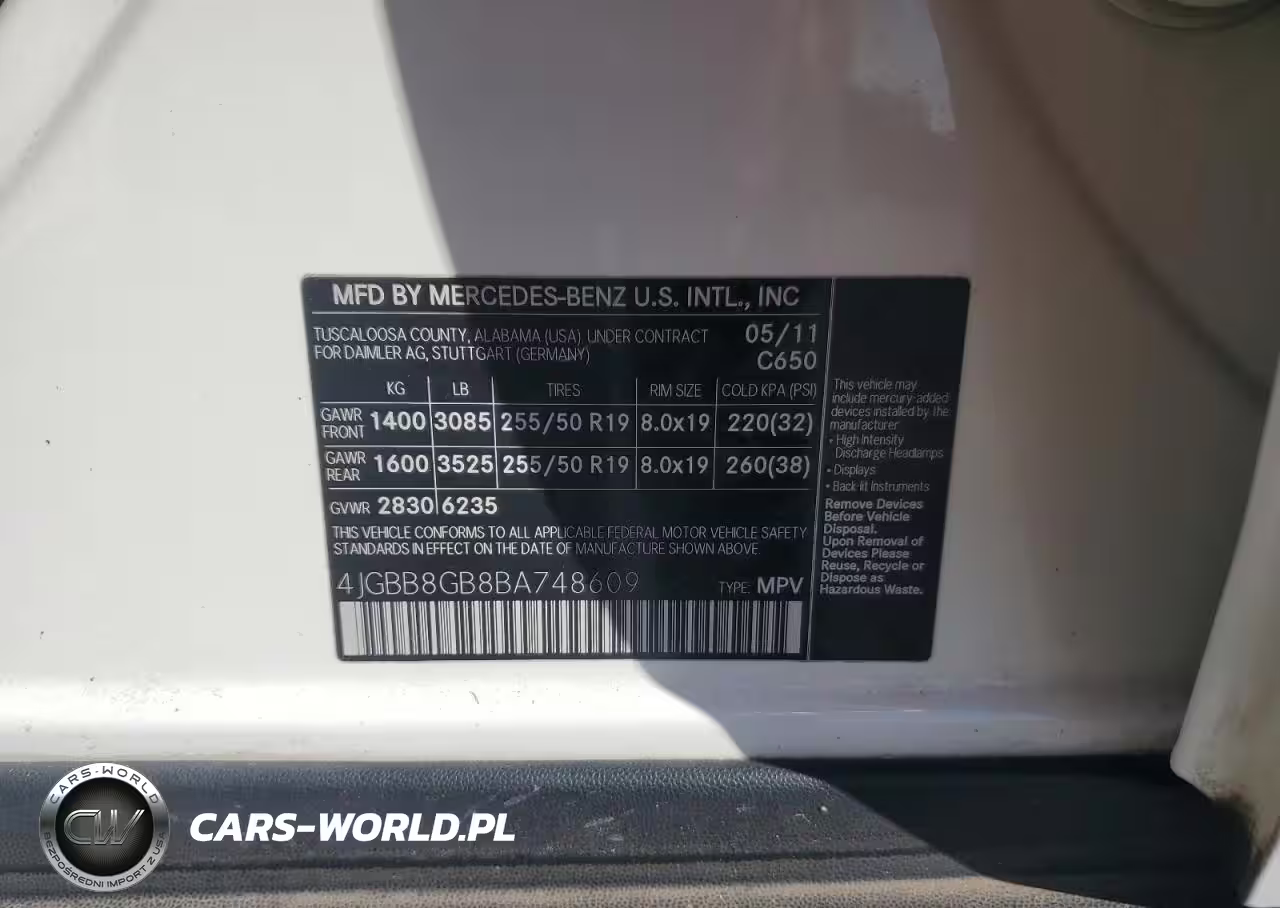 MFD BY MERCEDES-BENZ U.S. INTL., INC
TUSCALOOSA COUNTY, ALABAMA (USA) UNDER CONTRACT
FOR DAIMLER AG, STUTTGART (GERMANY)
05/11
C650
KG LB TIRES RIM SIZE COLD KPA (PSI)
GAWR
FRONT 1400 3085 255/50 R19 8.0x19 220(32)
GAWR
REAR 1600 3525 255/50 R19 8.0x19 260(38)
GVWR 2830 6235
THIS VEHICLE CONFORMS TO ALL APPLICABLE FEDERAL MOTOR VEHICLE SAFETY
STANDARDS IN EFFECT ON THE DATE OF MANUFACTURE SHOWN ABOVE.
4JGBB8GB8BA748609 TYPE: MPV
This vehicle may
include mercury-added
devices installed by the
manufacturer
• High Intensity
Discharge Headlamps
• Displays
• Back-lit Instruments
Remove Devices
Before Vehicle
Disposal.
Upon Removal of
Devices Please
Reuse, Recycle or
Dispose as
Hazardous Waste.
CARS-WORLD
CW
BEZPOŚREDNI IMPORT Z USA
CARS-WORLD.PL